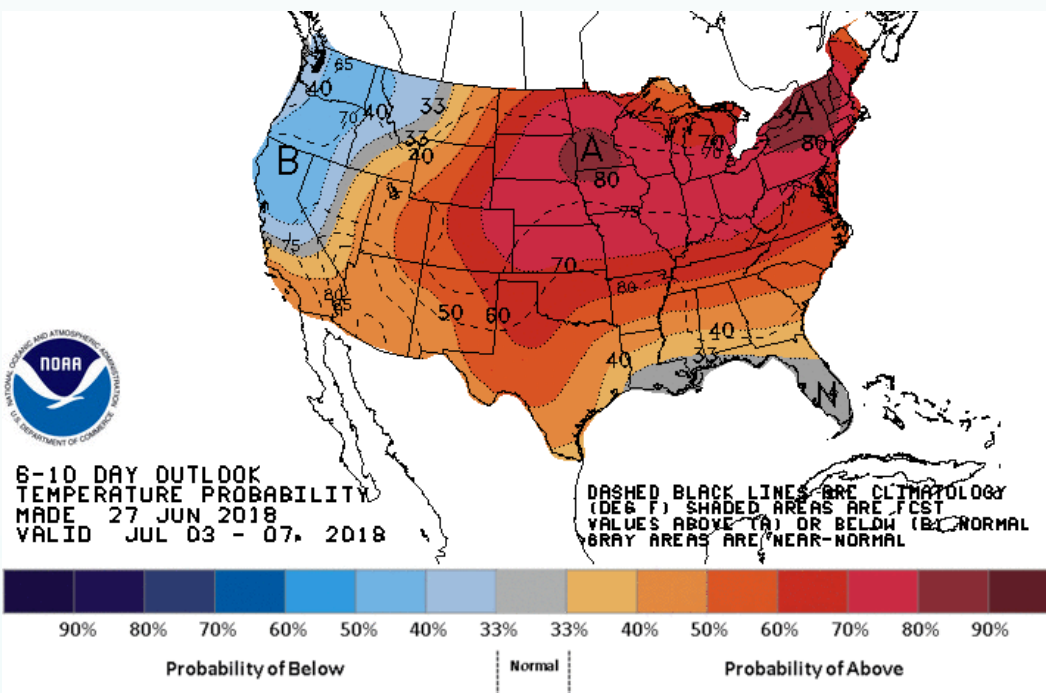 65
40
70
40
33
33
40
B
75
80
85
50
60
70
A
80
75
70
80
70
70
A
80
40
33
40
N
NOAA
NATIONAL OCEANIC AND ATMOSPHERIC ADMINISTRATION
U.S. DEPARTMENT OF COMMERCE
6-10 DAY OUTLOOK
TEMPERATURE PROBABILITY
MADE 27 JUN 2018
VALID JUL 03 - 07, 2018
DASHED BLACK LINES ARE CLIMATOLOGY
(DEG F) SHADED AREAS ARE FCST
VALUES ABOVE (A) OR BELOW (B) NORMAL
GRAY AREAS ARE NEAR-NORMAL
90% 80% 70% 60% 50% 40% 33% 33% 40% 50% 60% 70% 80% 90%
Probability of Below Normal Probability of Above